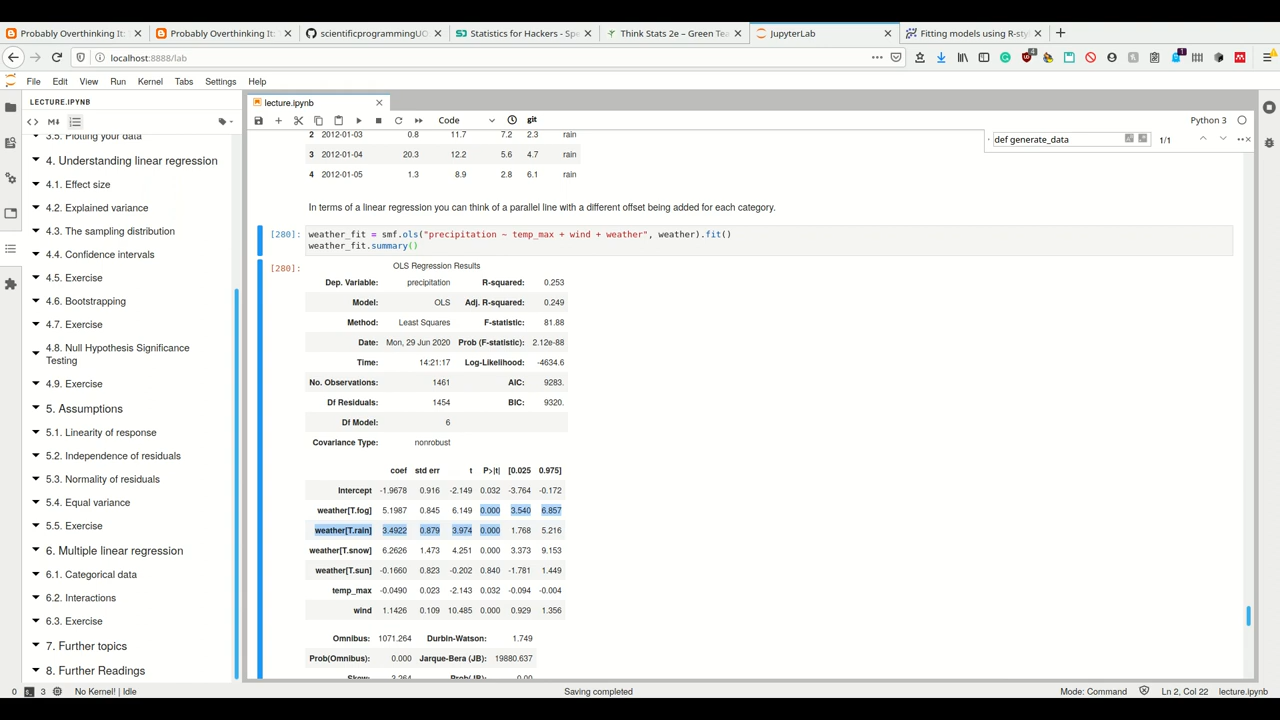 Probably Overthinking It:
Probably Overthinking It:
scientificprogrammingUO
Statistics for Hackers - Spe
Think Stats 2e – Green Tea
JupyterLab
Fitting models using R-sty
localhost:8888/lab
File Edit View Run Kernel Tabs Settings Help
LECTURE.IPYNB
3.5. Plotting your data
4. Understanding linear regression
4.1. Effect size
4.2. Explained variance
4.3. The sampling distribution
4.4. Confidence intervals
4.5. Exercise
4.6. Bootstrapping
4.7. Exercise
4.8. Null Hypothesis Significance
Testing
4.9. Exercise
5. Assumptions
5.1. Linearity of response
5.2. Independence of residuals
5.3. Normality of residuals
5.4. Equal variance
5.5. Exercise
6. Multiple linear regression
6.1. Categorical data
6.2. Interactions
6.3. Exercise
7. Further topics
8. Further Readings
lecture.ipynb
Code git Python 3
def generate_data 1/1
2 2012-01-03 0.8 11.7 7.2 2.3 rain
3 2012-01-04 20.3 12.2 5.6 4.7 rain
4 2012-01-05 1.3 8.9 2.8 6.1 rain
In terms of a linear regression you can think of a parallel line with a different offset being added for each category.
[280]: weather_fit = smf.ols("precipitation ~ temp_max + wind + weather", weather).fit()
weather_fit.summary()
[280]: OLS Regression Results
Dep. Variable: precipitation R-squared: 0.253
Model: OLS Adj. R-squared: 0.249
Method: Least Squares F-statistic: 81.88
Date: Mon, 29 Jun 2020 Prob (F-statistic): 2.12e-88
Time: 14:21:17 Log-Likelihood: -4634.6
No. Observations: 1461 AIC: 9283.
Df Residuals: 1454 BIC: 9320.
Df Model: 6
Covariance Type: nonrobust
coef std err t P>|t| [0.025 0.975]
Intercept -1.9678 0.916 -2.149 0.032 -3.764 -0.172
weather[T.fog] 5.1987 0.845 6.149 0.000 3.540 6.857
weather[T.rain] 3.4922 0.879 3.974 0.000 1.768 5.216
weather[T.snow] 6.2626 1.473 4.251 0.000 3.373 9.153
weather[T.sun] -0.1660 0.823 -0.202 0.840 -1.781 1.449
temp_max -0.0490 0.023 -2.143 0.032 -0.094 -0.004
wind 1.1426 0.109 10.485 0.000 0.929 1.356
Omnibus: 1071.264 Durbin-Watson: 1.749
Prob(Omnibus): 0.000 Jarque-Bera (JB): 19880.637
Skew: 3.264 Prob(JB): 0.00
0 3 No Kernel! | Idle Saving completed Mode: Command Ln 2, Col 22 lecture.ipynb